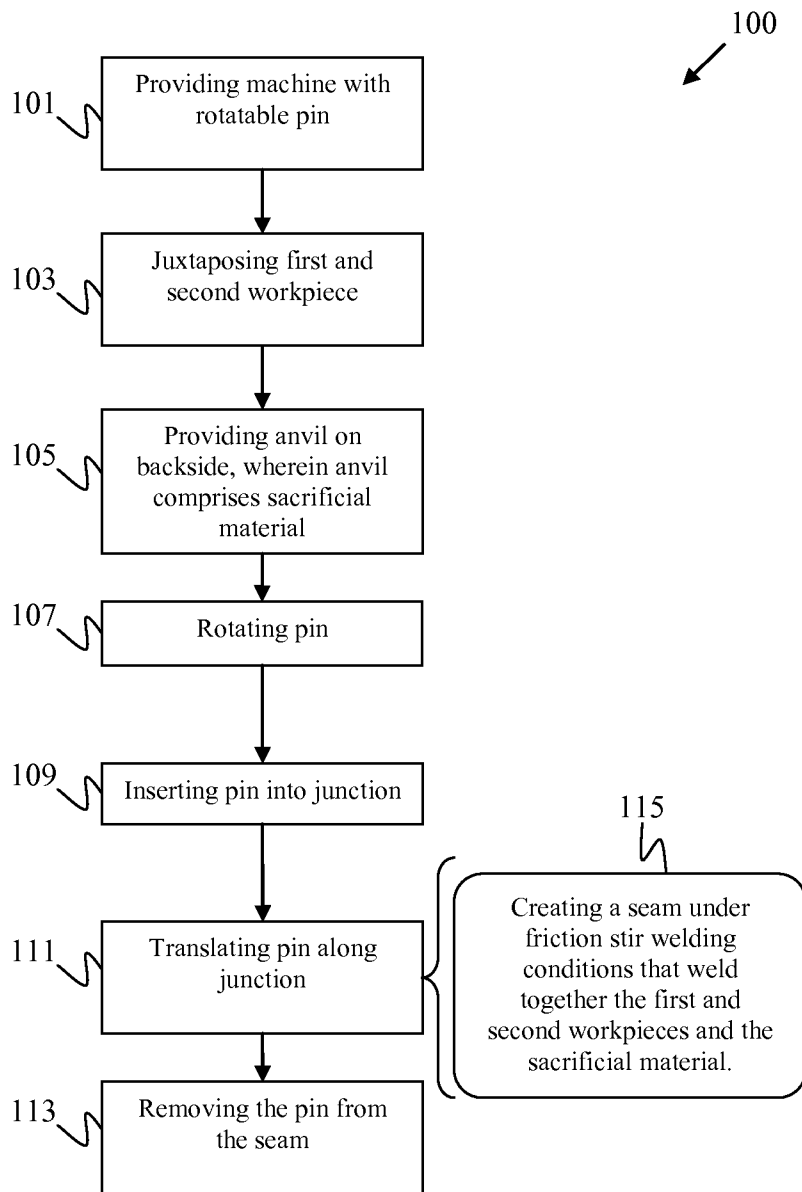 100
101
Providing machine with
rotatable pin
103
Juxtaposing first and
second workpiece
105
Providing anvil on
backside, wherein anvil
comprises sacrificial
material
107
Rotating pin
109
Inserting pin into junction
111
Translating pin along
junction
115
Creating a seam under
friction stir welding
conditions that weld
together the first and
second workpieces and the
sacrificial material.
113
Removing the pin from
the seam